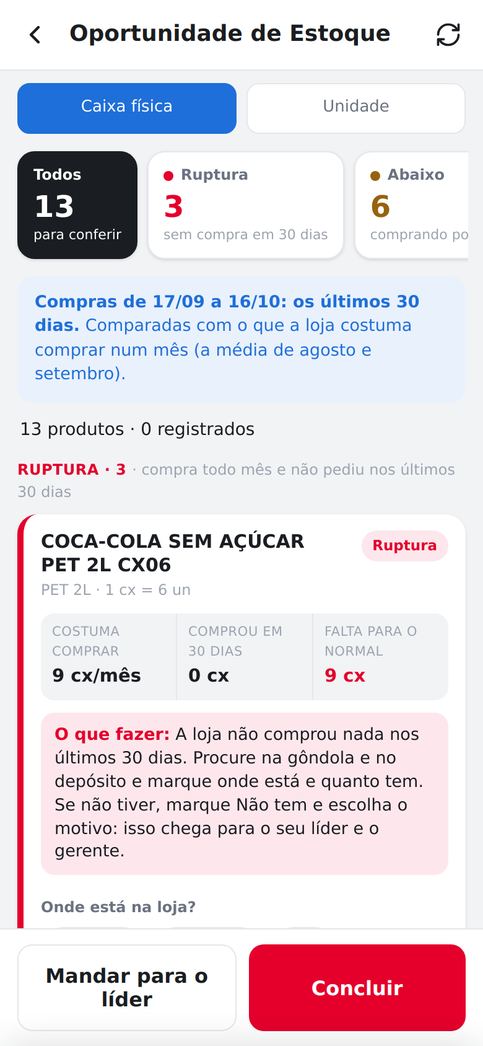 Oportunidade de Estoque
Caixa física
Unidade
Todos
13
para conferir
Ruptura
3
sem compra em 30 dias
Abaixo
6
comprando po
Compras de 17/09 a 16/10: os últimos 30
dias. Comparadas com o que a loja costuma
comprar num mês (a média de agosto e
setembro).
13 produtos · 0 registrados
RUPTURA · 3 · compra todo mês e não pediu nos últimos
30 dias
COCA-COLA SEM AÇÚCAR
PET 2L CX06
Ruptura
PET 2L · 1 cx = 6 un
COSTUMA
COMPRAR
9 cx/mês
COMPROU EM
30 DIAS
0 cx
FALTA PARA O
NORMAL
9 cx
O que fazer: A loja não comprou nada nos
últimos 30 dias. Procure na gôndola e no
depósito e marque onde está e quanto tem.
Se não tiver, marque Não tem e escolha o
motivo: isso chega para o seu líder e o
gerente.
Onde está na loja?
Mandar para o
líder
Concluir